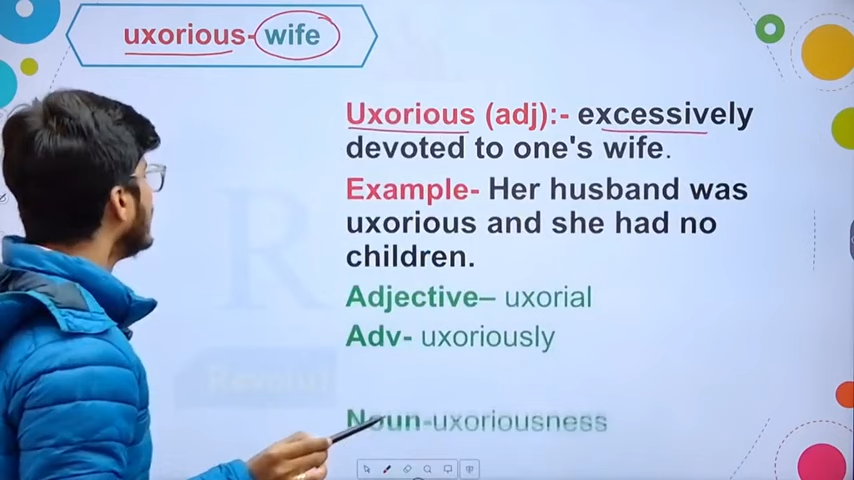 uxorious- wife
Uxorious (adj):- excessively
devoted to one's wife.
Example- Her husband was
uxorious and she had no
children.
Adjective– uxorial
Adv- uxoriously
Noun-uxoriousness
R